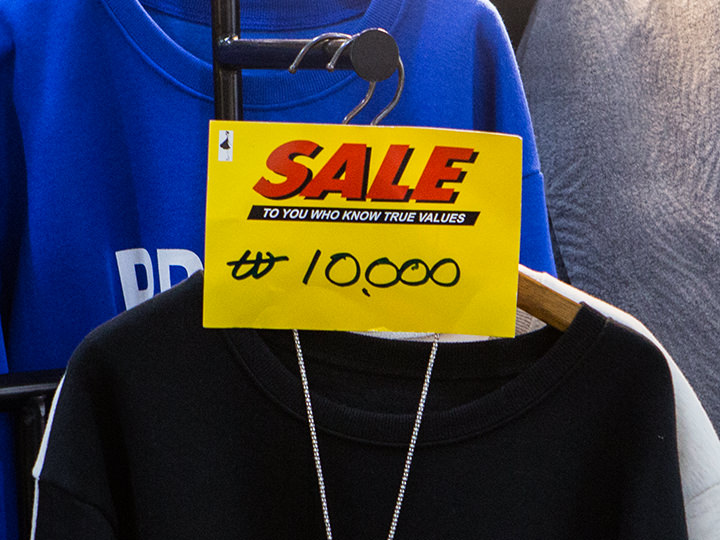 SALE
TO YOU WHO KNOW TRUE VALUES
₩ 10,000